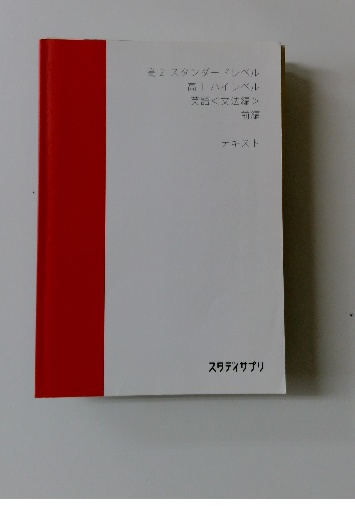 高2 スタンダードレベル
高1 ハイレベル
英語<文法編>
前編
テキスト
スタディサプリ